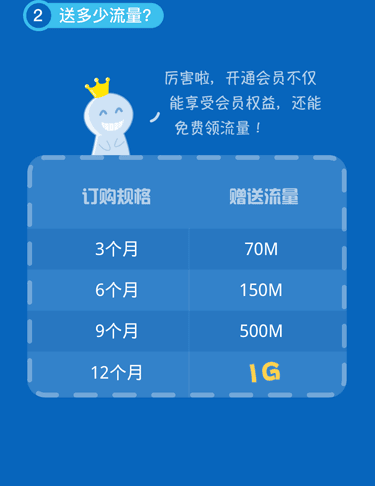 2 送多少流量?
厉害啦，开通会员不仅
能享受会员权益，还能
免费领流量！
订购规格 赠送流量
3个月 70M
6个月 150M
9个月 500M
12个月 1G